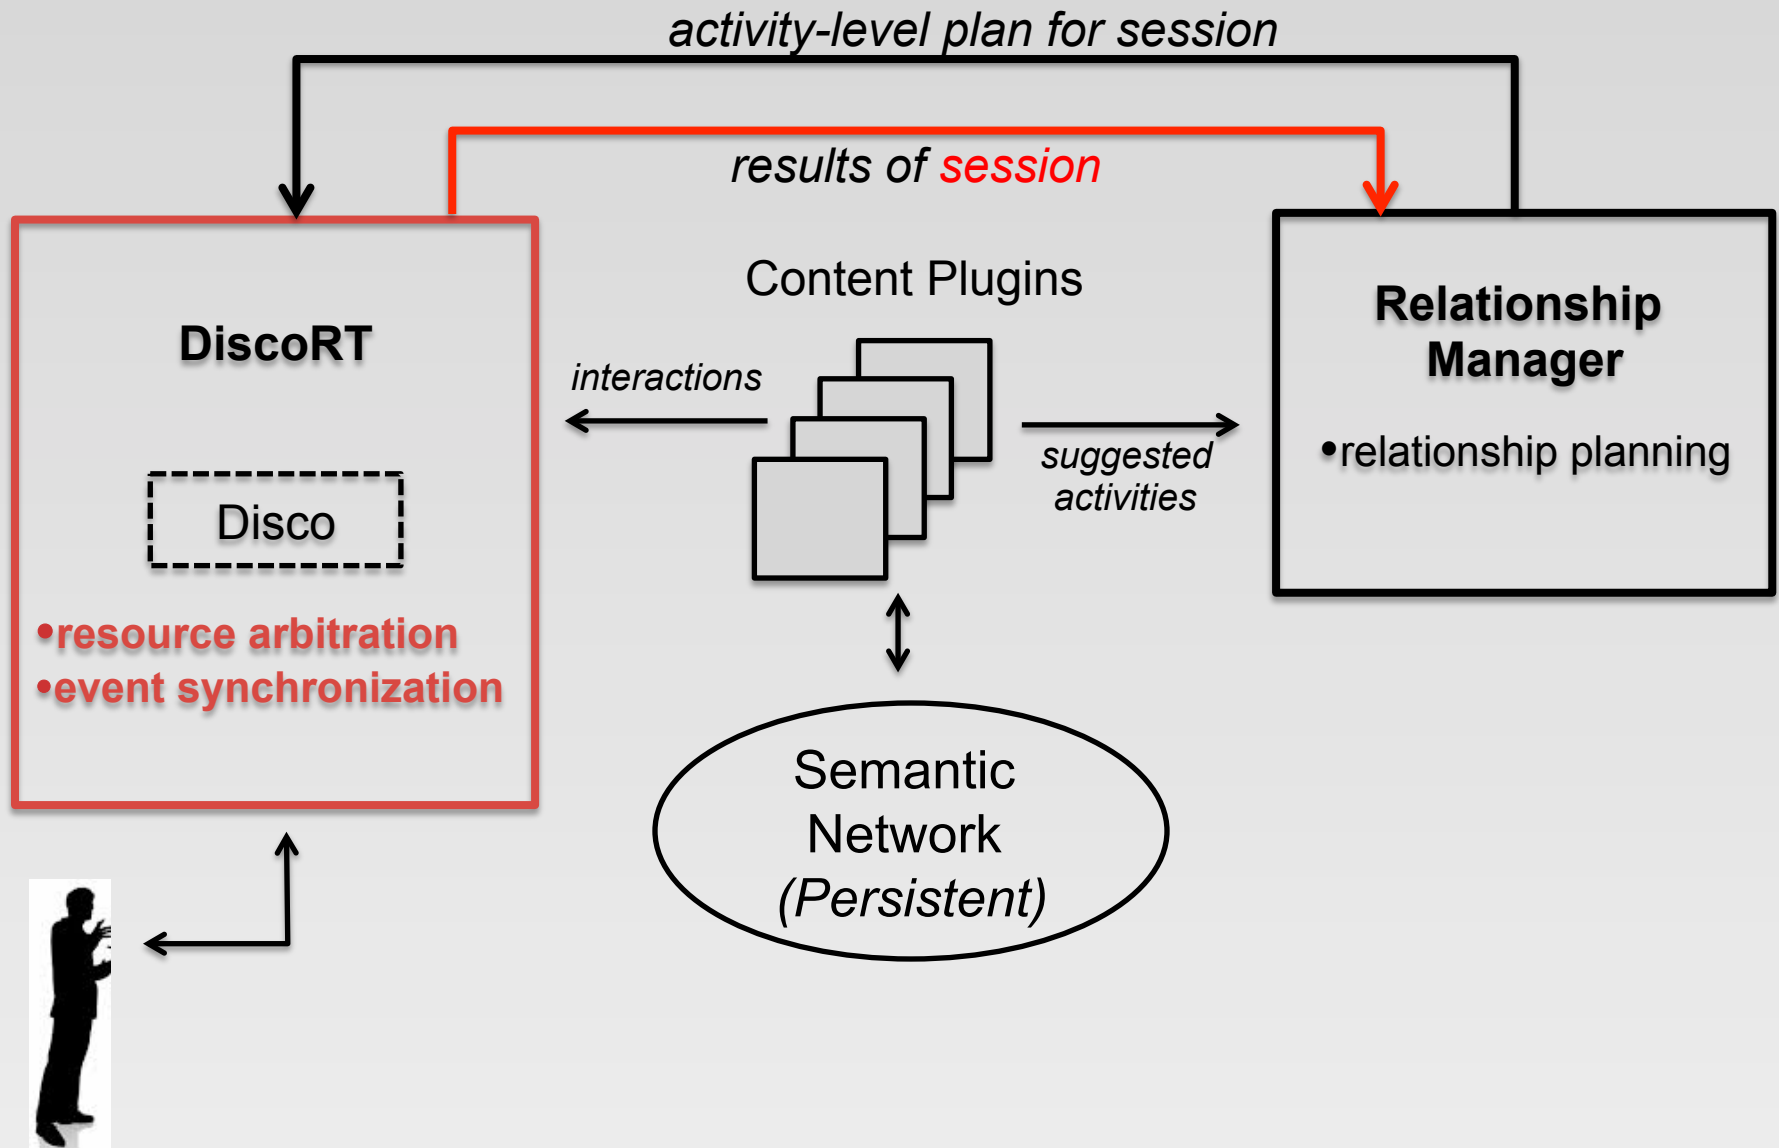 activity-level plan for session
results of session
Content Plugins
DiscoRT
interactions
Disco
•resource arbitration
•event synchronization
suggested
activities
Relationship
Manager
•relationship planning
Semantic
Network
(Persistent)